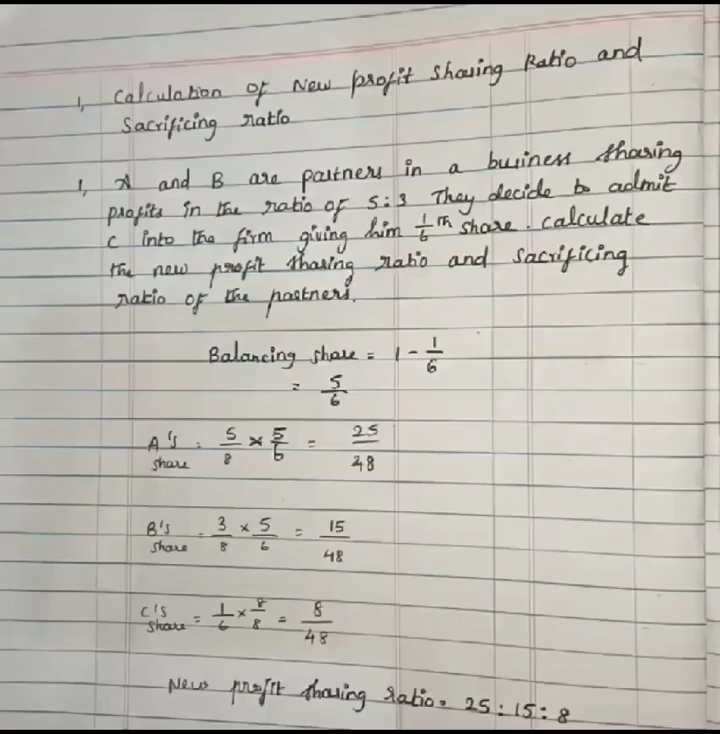 1, Calculation of New profit Sharing Ratio and
Sacrificing ratio
1, A and B are partners in a business sharing
profits in the ratio of 5:3 They decide to admit
C into the firm giving him 1/6 th share. calculate
the new profit sharing ratio and sacrificing
ratio of the partners.
Balancing share = 1 - 1/6
= 5/6
A's share = 5/8 × 5/6 = 25/48
B's share = 3/8 × 5/6 = 15/48
C's share = 1/6 × 8/8 = 8/48
New profit sharing ratio = 25:15:8